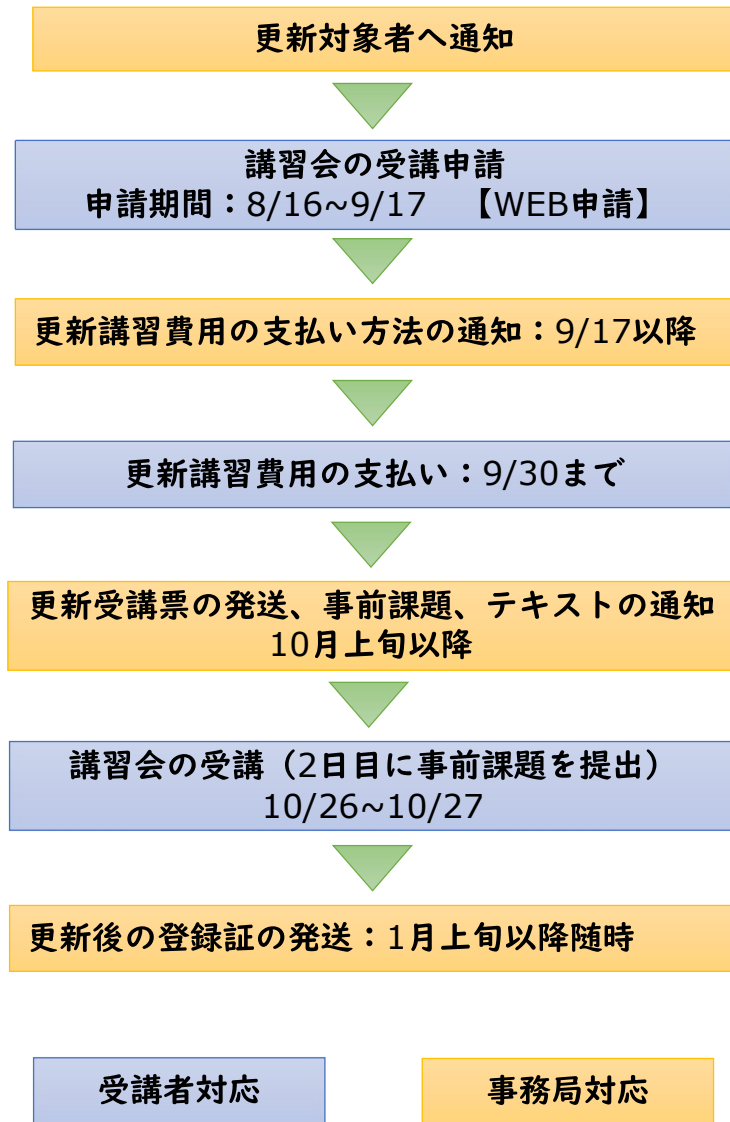 更新対象者へ通知
講習会の受講申請
申請期間：8/16~9/17　【WEB申請】
更新講習費用の支払い方法の通知：9/17以降
更新講習費用の支払い：9/30まで
更新受講票の発送、事前課題、テキストの通知
10月上旬以降
講習会の受講（2日目に事前課題を提出）
10/26~10/27
更新後の登録証の発送：1月上旬以降随時
受講者対応
事務局対応